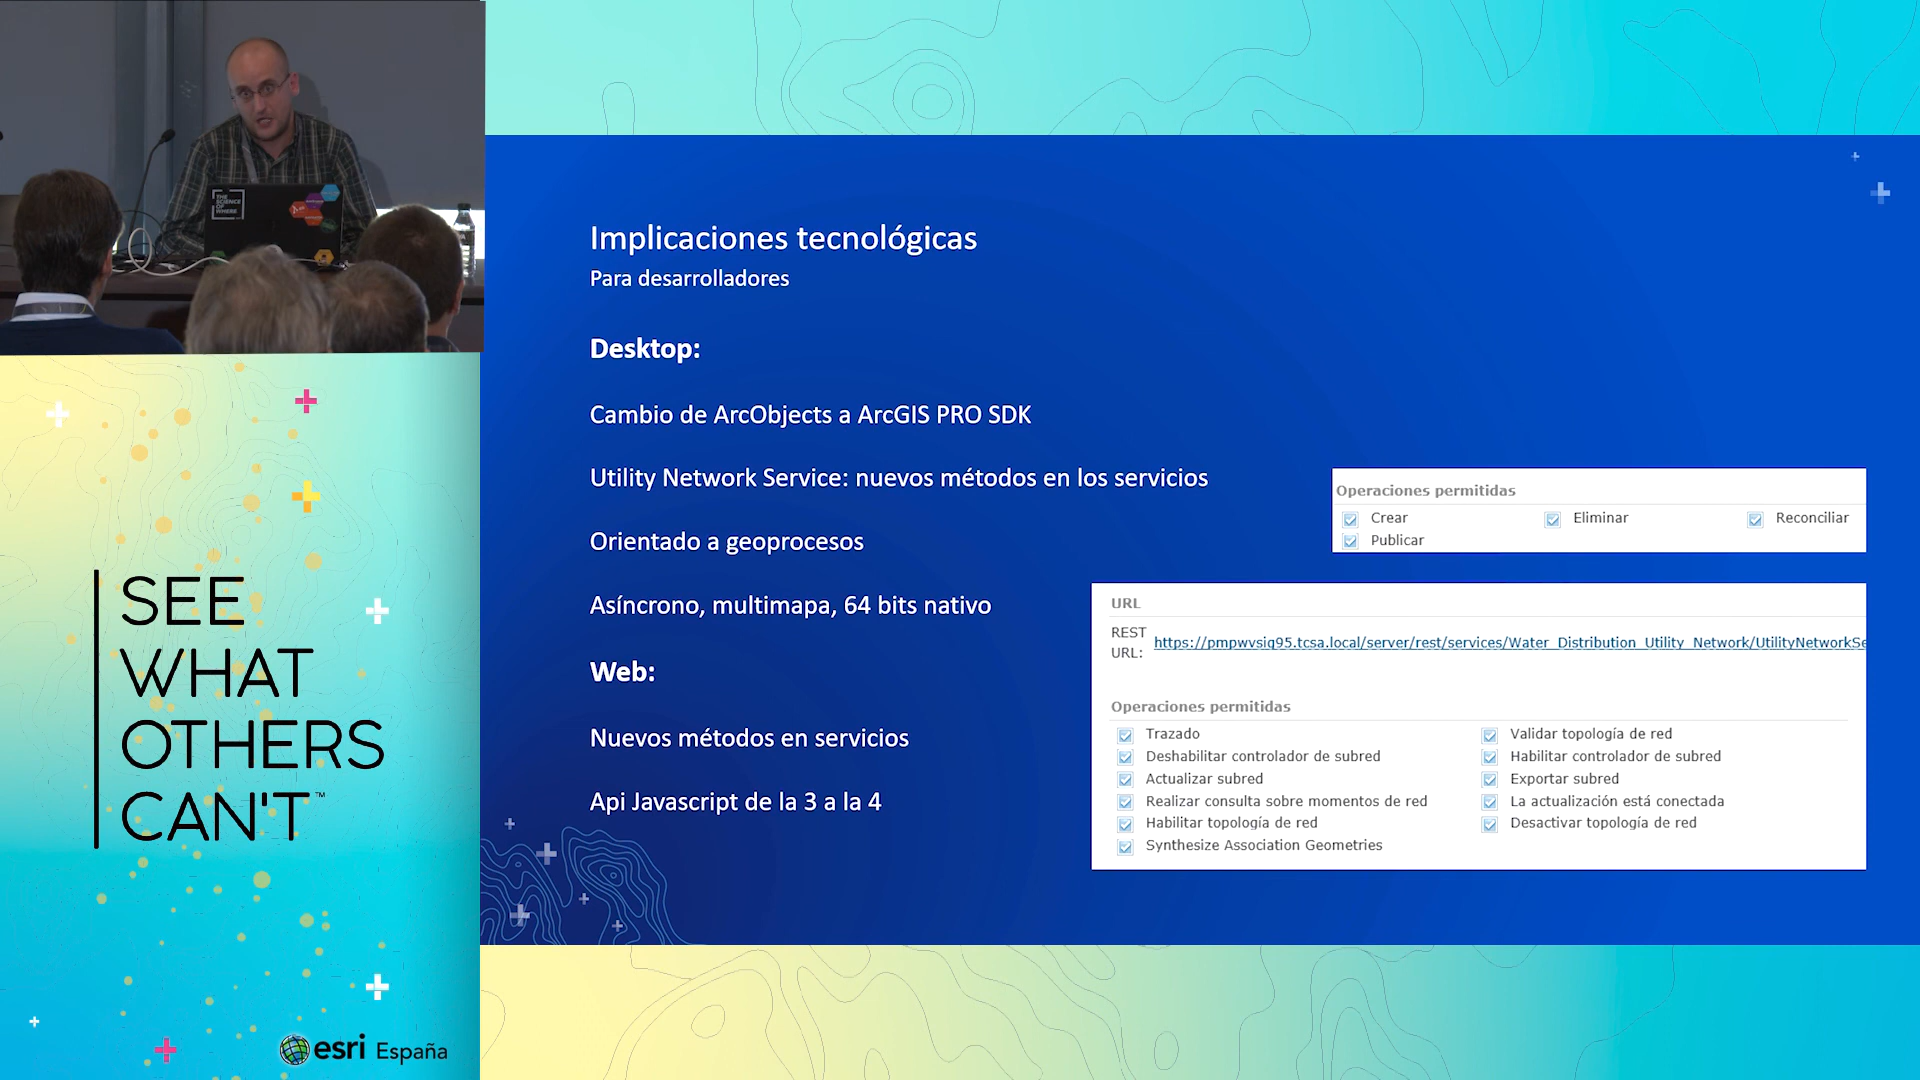 THE
SCIENCE
OF
WHERE
SEE
WHAT
OTHERS
CAN'T™
esri España
Implicaciones tecnológicas
Para desarrolladores
Desktop:
Cambio de ArcObjects a ArcGIS PRO SDK
Utility Network Service: nuevos métodos en los servicios
Orientado a geoprocesos
Asíncrono, multimapa, 64 bits nativo
Web:
Nuevos métodos en servicios
Api Javascript de la 3 a la 4
Operaciones permitidas
Crear Eliminar Reconciliar
Publicar
URL
REST
URL: https://pmpwvsiq95.tcsa.local/server/rest/services/Water_Distribution_Utility_Network/UtilityNetworkSe
Operaciones permitidas
Trazado Validar topología de red
Deshabilitar controlador de subred Habilitar controlador de subred
Actualizar subred Exportar subred
Realizar consulta sobre momentos de red La actualización está conectada
Habilitar topología de red Desactivar topología de red
Synthesize Association Geometries